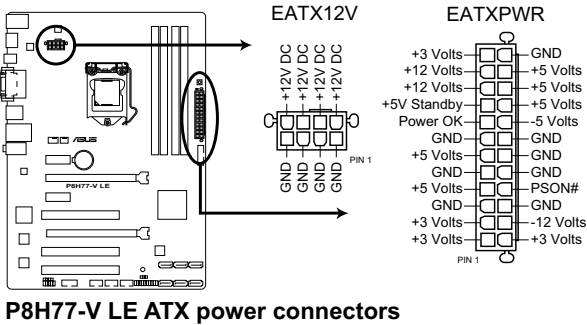 EATX12V
EATXPWR
+12V DC
+12V DC
+12V DC
+12V DC
GND
GND
GND
GND
PIN 1
+3 Volts
GND
+12 Volts
+5 Volts
+12 Volts
+5 Volts
+5V Standby
+5 Volts
Power OK
-5 Volts
GND
GND
+5 Volts
GND
GND
GND
+5 Volts
PSON#
GND
GND
+3 Volts
-12 Volts
+3 Volts
+3 Volts
PIN 1
/ISUS
P8H77-V LE
P8H77-V LE ATX power connectors